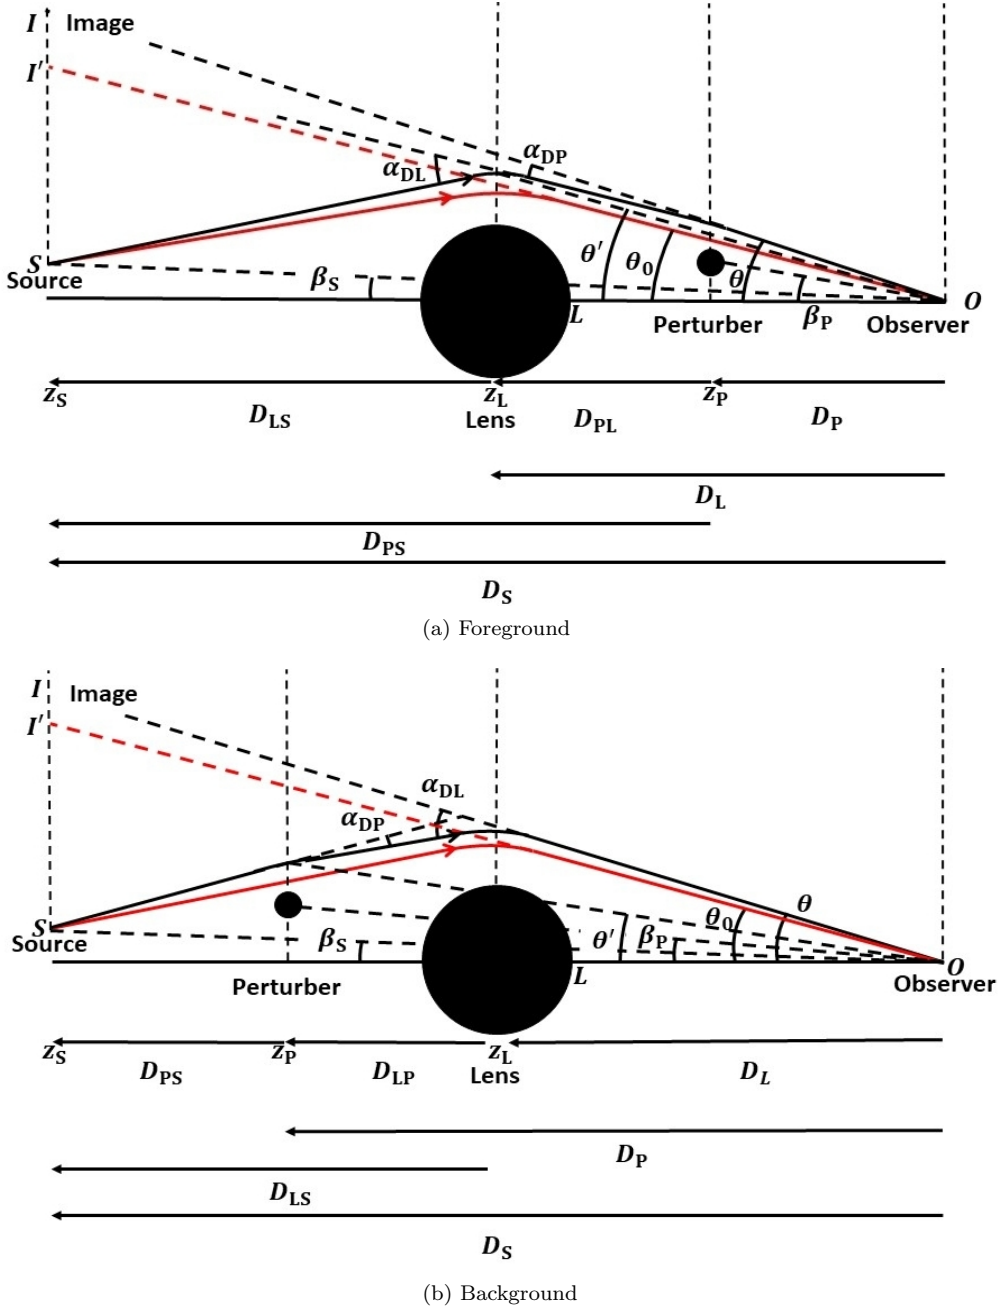 I Image
I′
α_DP
α_DL
θ′ θ_0 θ
S
Source
β_S
L
O
Perturber β_P Observer
z_S z_L z_P
D_LS Lens D_PL D_P
D_L
D_PS
D_S
(a) Foreground
I Image
I′
α_DL
α_DP
θ_0 θ
S
Source
β_S θ′ β_P
L O
Perturber Observer
z_S z_P z_L
D_PS D_LP Lens D_L
D_P
D_LS
D_S
(b) Background